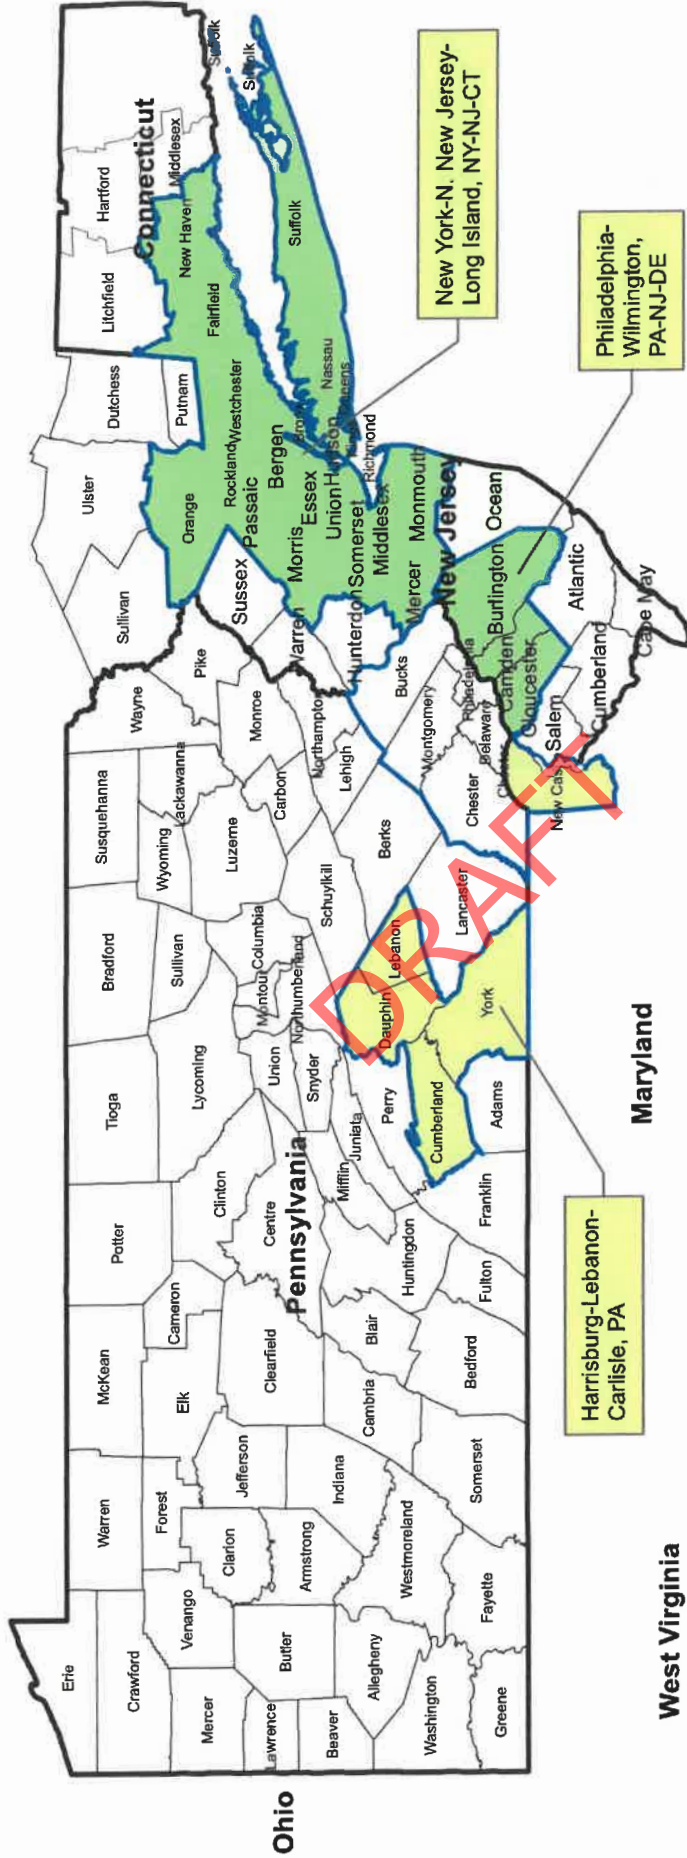 Ohio
West Virginia
Maryland
Pennsylvania
New Jersey
Connecticut
Erie
Crawford
Mercer
Lawrence
Beaver
Washington
Greene
Warren
Venango
Butler
Allegheny
Fayette
Forest
Clarion
Armstrong
Westmoreland
McKean
Elk
Jefferson
Indiana
Somerset
Cameron
Clearfield
Cambria
Blair
Bedford
Potter
Clinton
Centre
Huntingdon
Fulton
Franklin
Tioga
Lycoming
Union
Snyder
Mifflin
Juniata
Perry
Cumberland
Adams
Bradford
Sullivan
Montour
Columbia
Northumberland
Dauphin
Lebanon
York
Susquehanna
Wyoming
Lackawanna
Luzerne
Schuylkill
Berks
Lancaster
Wayne
Pike
Monroe
Carbon
Northampton
Lehigh
Bucks
Montgomery
Philadelphia
Delaware
Chester
New Castle
Sussex
Warren
Hunterdon
Morris
Passaic
Bergen
Essex
Hudson
Union
Somerset
Middlesex
Mercer
Monmouth
Ocean
Burlington
Camden
Gloucester
Salem
Atlantic
Cumberland
Cape May
Sullivan
Ulster
Orange
Dutchess
Putnam
Rockland
Westchester
Bronx
Queens
Kings
Richmond
Nassau
Suffolk
Suffolk
Suffolk
Litchfield
Hartford
Middlesex
New Haven
Fairfield
New York-N. New Jersey-
Long Island, NY-NJ-CT
Philadelphia-
Wilmington,
PA-NJ-DE
Harrisburg-Lebanon-
Carlisle, PA
DRAFT